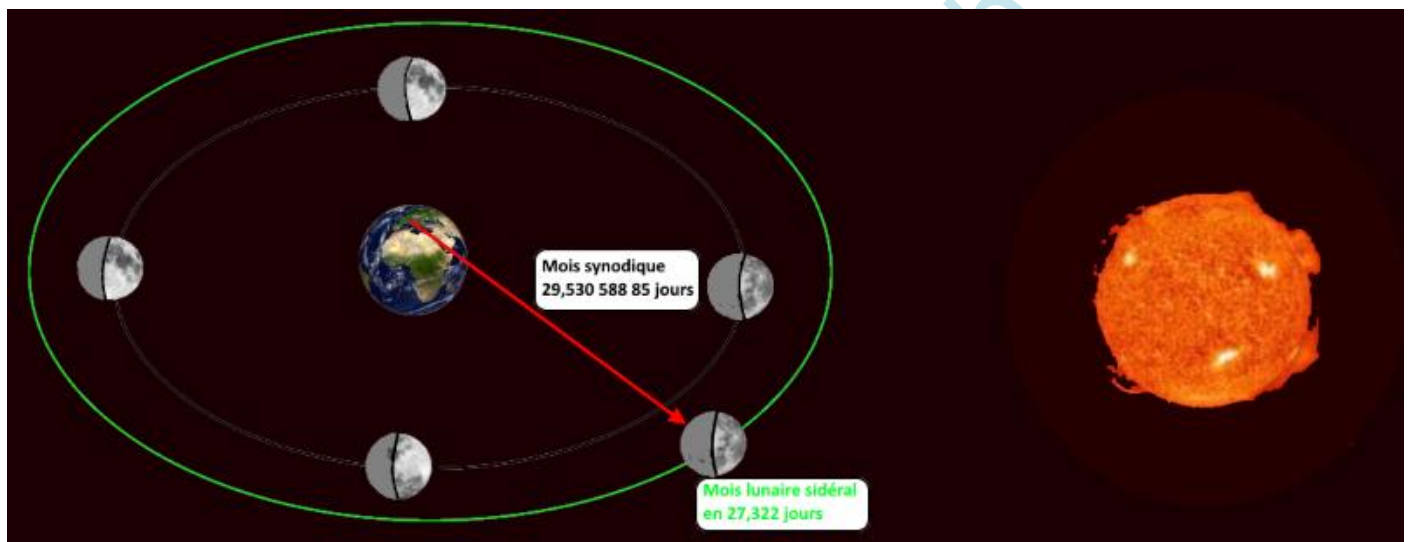 Mois synodique
29,530 588 85 jours
Mois lunaire sidéral
en 27,322 jours